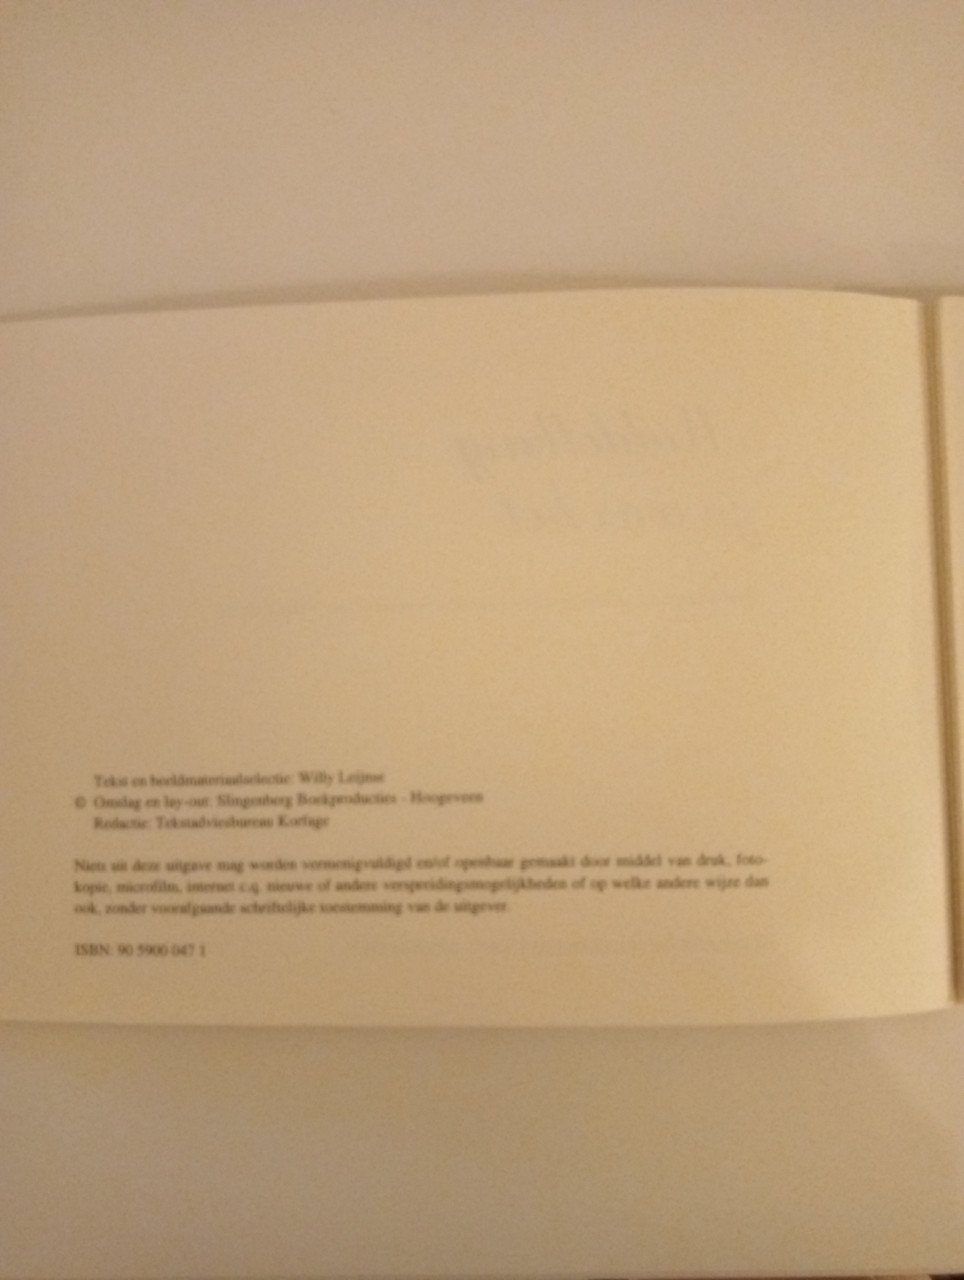 Tekst en beeldmateriaalselectie: Willy Leijnse
© Omslag en lay-out: Slingenberg Boekproducties - Hoogeveen
Redactie: Tekstadviesbureau Korfage
Niets uit deze uitgave mag worden vermenigvuldigd en/of openbaar gemaakt door middel van druk, foto-
kopie, microfilm, internet c.q. nieuwe of andere verspreidingsmogelijkheden of op welke andere wijze dan
ook, zonder voorafgaande schriftelijke toestemming van de uitgever.
ISBN: 90 5900 047 1